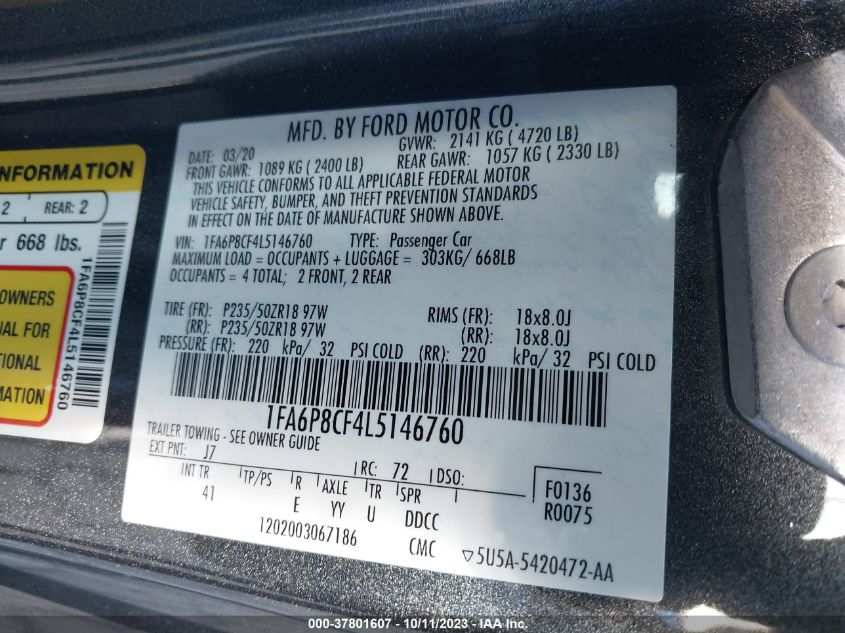 INFORMATION
2 REAR: 2
r 668 lbs.
OWNERS
UAL FOR
TIONAL
MATION
1FA6P8CF4L5146760
MFD. BY FORD MOTOR CO.
DATE: 03/20 GVWR: 2141 KG ( 4720 LB)
FRONT GAWR: 1089 KG ( 2400 LB) REAR GAWR: 1057 KG ( 2330 LB)
THIS VEHICLE CONFORMS TO ALL APPLICABLE FEDERAL MOTOR
VEHICLE SAFETY, BUMPER, AND THEFT PREVENTION STANDARDS
IN EFFECT ON THE DATE OF MANUFACTURE SHOWN ABOVE.
VIN: 1FA6P8CF4L5146760 TYPE: Passenger Car
MAXIMUM LOAD = OCCUPANTS + LUGGAGE = 303KG/ 668LB
OCCUPANTS = 4 TOTAL; 2 FRONT, 2 REAR
TIRE (FR): P235/50ZR18 97W RIMS (FR): 18x8.0J
(RR): P235/50ZR18 97W (RR): 18x8.0J
PRESSURE (FR): 220 kPa/ 32 PSI COLD (RR): 220 kPa/ 32 PSI COLD
1FA6P8CF4L5146760
TRAILER TOWING - SEE OWNER GUIDE
EXT PNT: J7 RC: 72 DSO:
INT TR TP/PS R AXLE TR SPR F0136
41 E YY U DDCC R0075
1202003067186 CMC 5U5A-5420472-AA
000-37801607 - 10/11/2023 - IAA Inc.